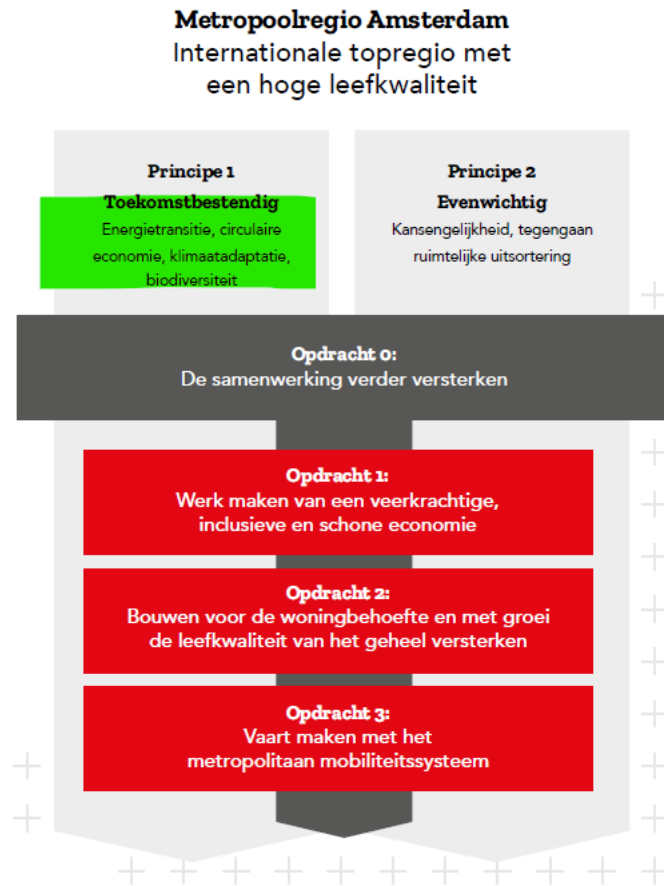 Metropoolregio Amsterdam
Internationale topregio met
een hoge leefkwaliteit
Principe 1
Toekomstbestendig
Energietransitie, circulaire
economie, klimaatadaptatie,
biodiversiteit
Principe 2
Evenwichtig
Kansengelijkheid, tegengaan
ruimtelijke uitsortering
Opdracht 0:
De samenwerking verder versterken
Opdracht 1:
Werk maken van een veerkrachtige,
inclusieve en schone economie
Opdracht 2:
Bouwen voor de woningbehoefte en met groei
de leefkwaliteit van het geheel versterken
Opdracht 3:
Vaart maken met het
metropolitaan mobiliteitssysteem